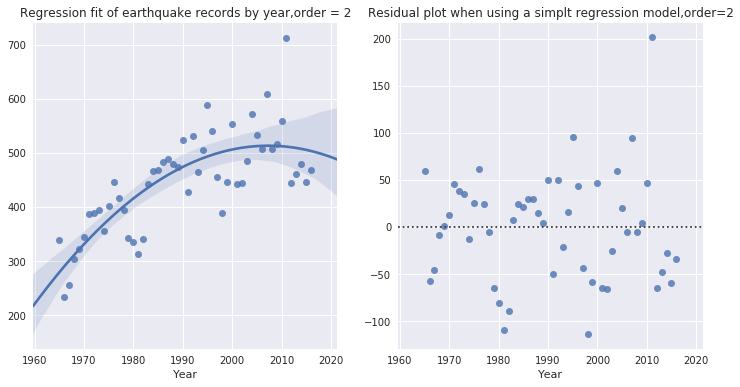 Regression fit of earthquake records by year,order = 2
700
600
500
400
300
200
1960 1970 1980 1990 2000 2010 2020
Year
Residual plot when using a simplt regression model,order=2
200
150
100
50
0
−50
−100
1960 1970 1980 1990 2000 2010 2020
Year